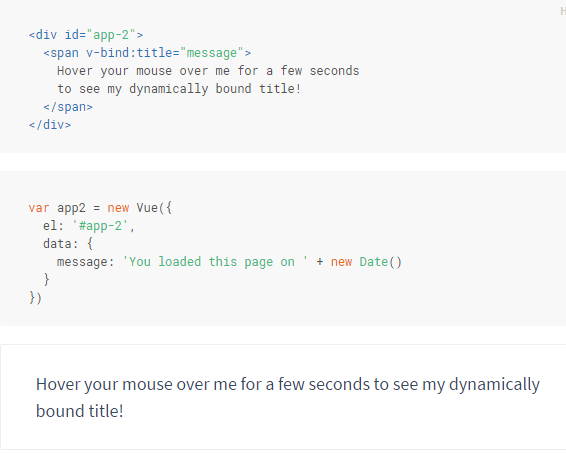 <div id="app-2">
  <span v-bind:title="message">
    Hover your mouse over me for a few seconds
    to see my dynamically bound title!
  </span>
</div>
var app2 = new Vue({
  el: '#app-2',
  data: {
    message: 'You loaded this page on ' + new Date()
  }
})
Hover your mouse over me for a few seconds to see my dynamically
bound title!